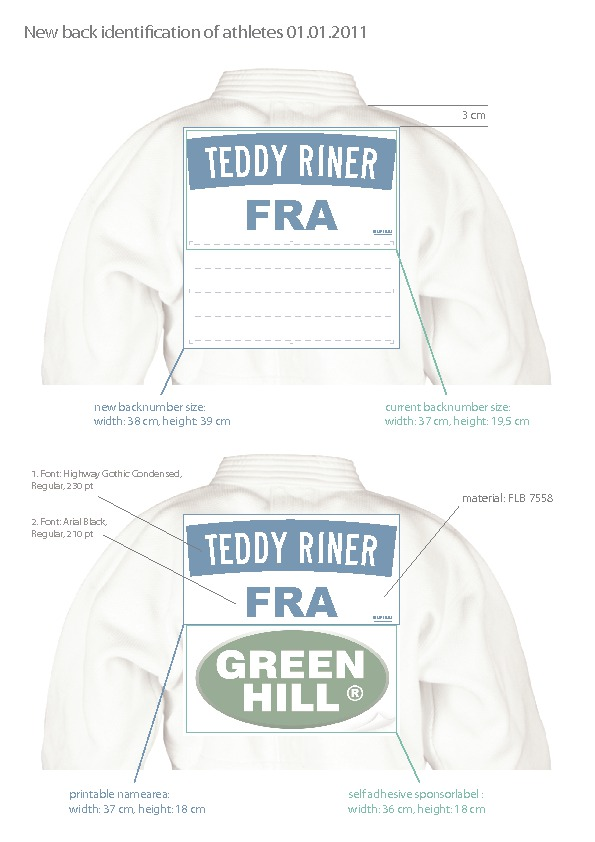 New back identification of athletes 01.01.2011
3 cm
TEDDY RINER
FRA
new backnumber size:
width: 38 cm, height: 39 cm
current backnumber size:
width: 37 cm, height: 19,5 cm
1. Font: Highway Gothic Condensed,
Regular, 230 pt
material: FLB 7558
2. Font: Arial Black,
Regular, 210 pt
TEDDY RINER
FRA
GREEN
HILL ®
printable namearea:
width: 37 cm, height: 18 cm
self adhesive sponsorlabel :
width: 36 cm, height: 18 cm